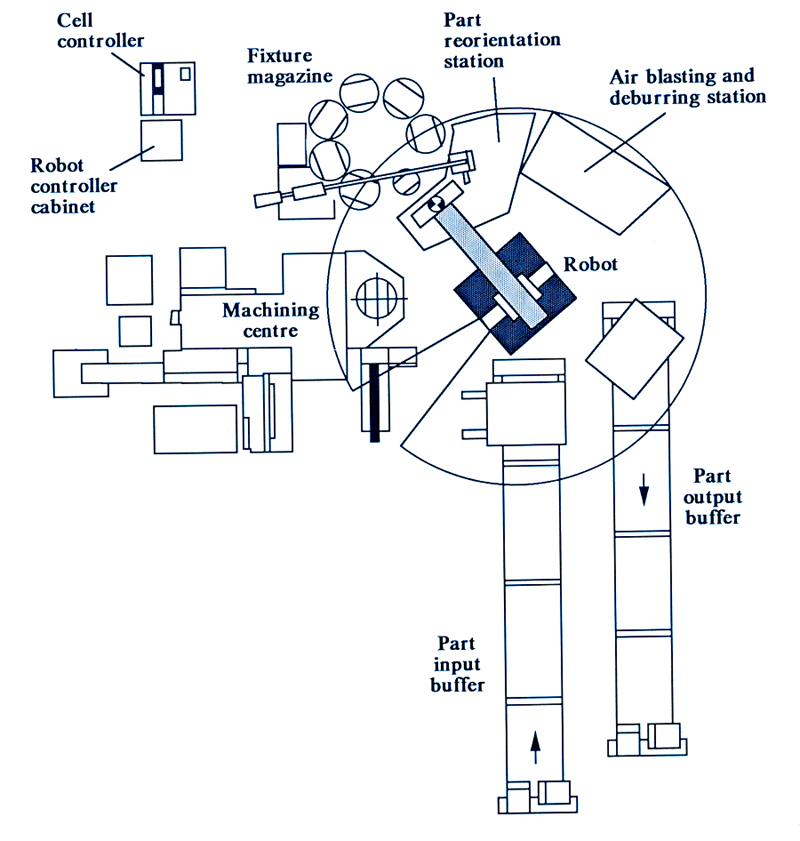 Cell
controller
Fixture
magazine
Part
reorientation
station
Air blasting and
deburring station
Robot
controller
cabinet
Robot
Machining
centre
Part
output
buffer
Part
input
buffer